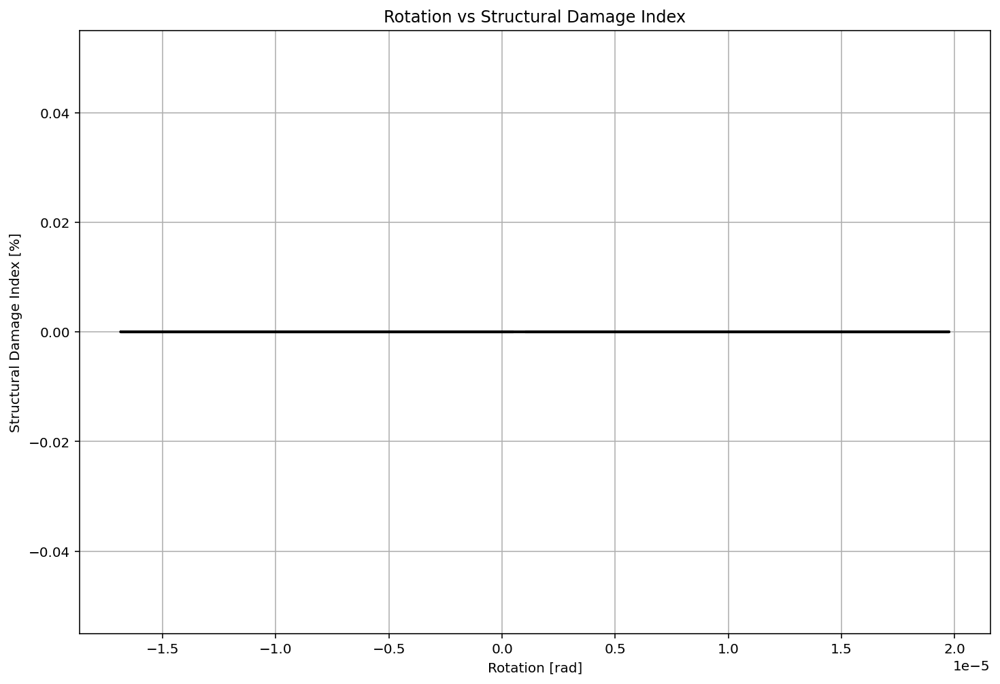 Rotation vs Structural Damage Index
Structural Damage Index [%]
0.04
0.02
0.00
−0.02
−0.04
−1.5 −1.0 −0.5 0.0 0.5 1.0 1.5 2.0
1e−5
Rotation [rad]